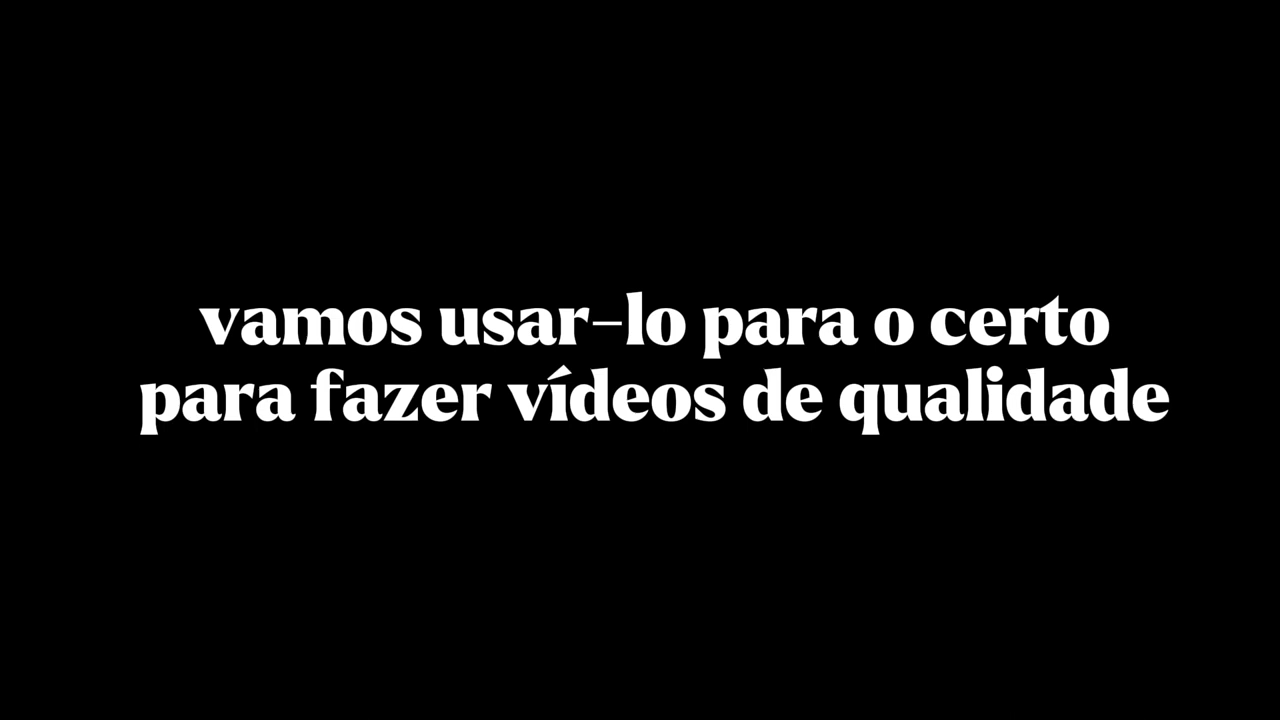 vamos usar-lo para o certo
para fazer vídeos de qualidade